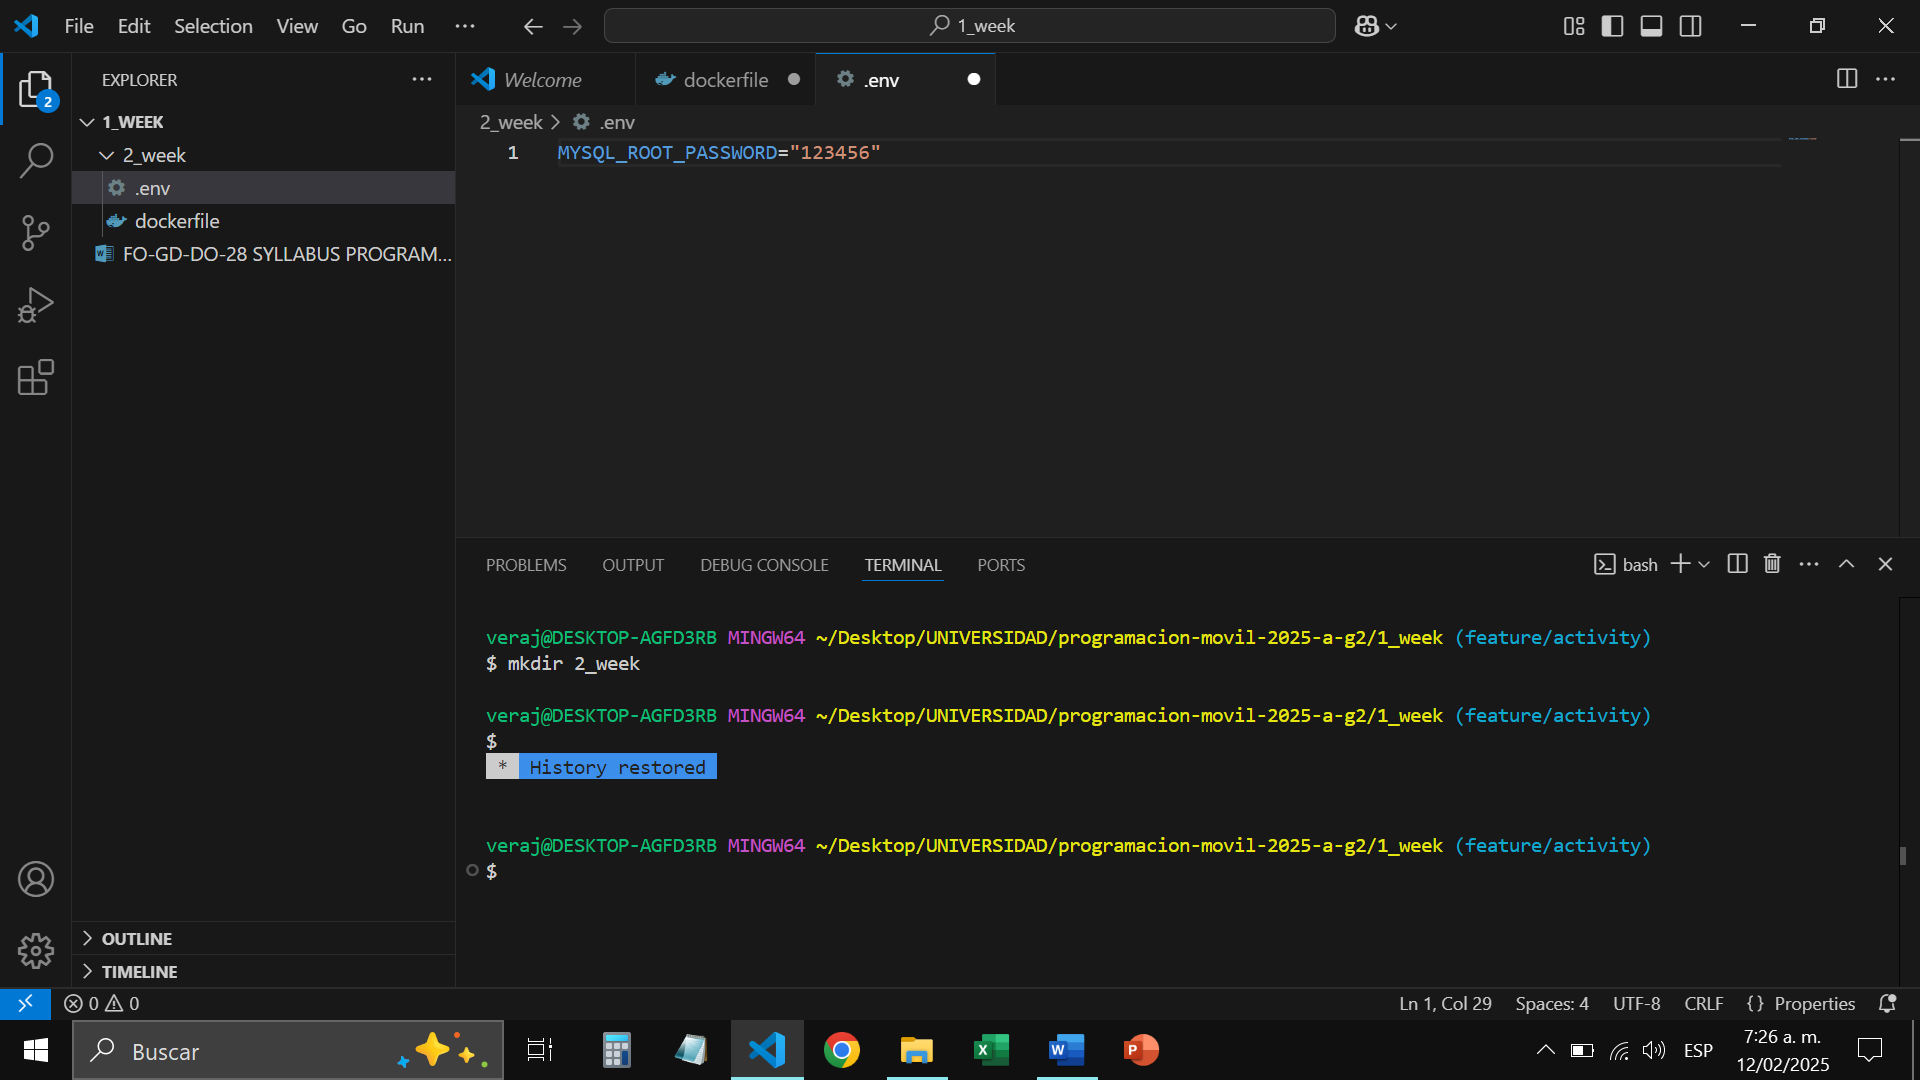 File Edit Selection View Go Run ···
1_week
EXPLORER
2
1_WEEK
2_week
.env
dockerfile
FO-GD-DO-28 SYLLABUS PROGRAM...
OUTLINE
TIMELINE
Welcome
dockerfile
.env
2_week > .env
1 MYSQL_ROOT_PASSWORD="123456"
PROBLEMS OUTPUT DEBUG CONSOLE TERMINAL PORTS
bash
veraj@DESKTOP-AGFD3RB MINGW64 ~/Desktop/UNIVERSIDAD/programacion-movil-2025-a-g2/1_week (feature/activity)
$ mkdir 2_week
veraj@DESKTOP-AGFD3RB MINGW64 ~/Desktop/UNIVERSIDAD/programacion-movil-2025-a-g2/1_week (feature/activity)
$
* History restored
veraj@DESKTOP-AGFD3RB MINGW64 ~/Desktop/UNIVERSIDAD/programacion-movil-2025-a-g2/1_week (feature/activity)
$
0 0
Ln 1, Col 29 Spaces: 4 UTF-8 CRLF {} Properties
Buscar
X
W
P
ESP
7:26 a. m.
12/02/2025